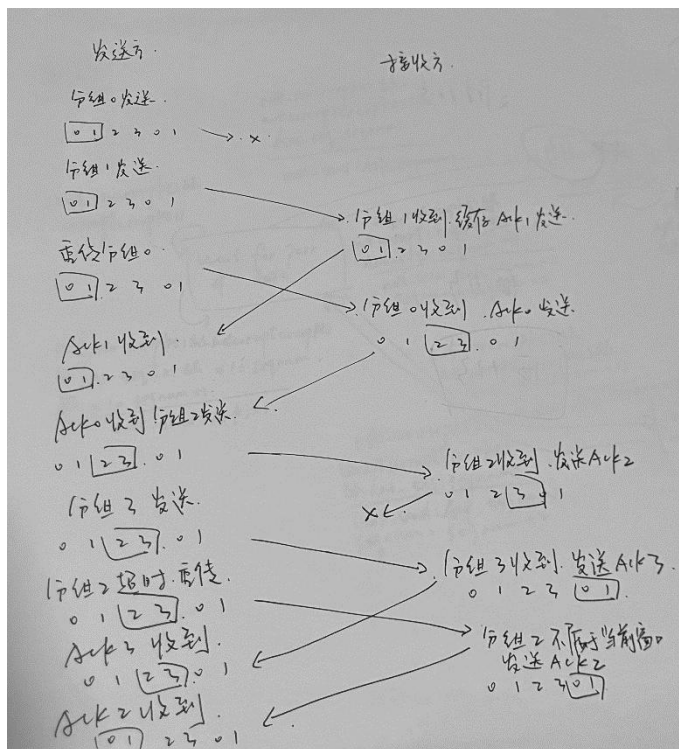 发送方.
接收方.
分组0发送.
0 1 2 3 0 1
x
分组1发送.
0 1 2 3 0 1
分组1收到.缓存 Ack1发送.
0 1 2 3 0 1
重传分组0.
0 1 2 3 0 1
分组0收到.Ack0发送.
0 1 2 3 0 1
Ack1收到
0 1 2 3 0 1
Ack0收到分组2发送.
0 1 2 3 0 1
分组2收到.发送Ack2
0 1 2 3 0 1
x
分组3发送.
0 1 2 3 0 1
分组3收到.发送Ack3.
0 1 2 3 0 1
分组2超时.重传.
0 1 2 3 0 1
分组2不属于当前窗口
发送Ack2
0 1 2 3 0 1
Ack3收到.
0 1 2 3 0 1
Ack2收到.
0 1 2 3 0 1